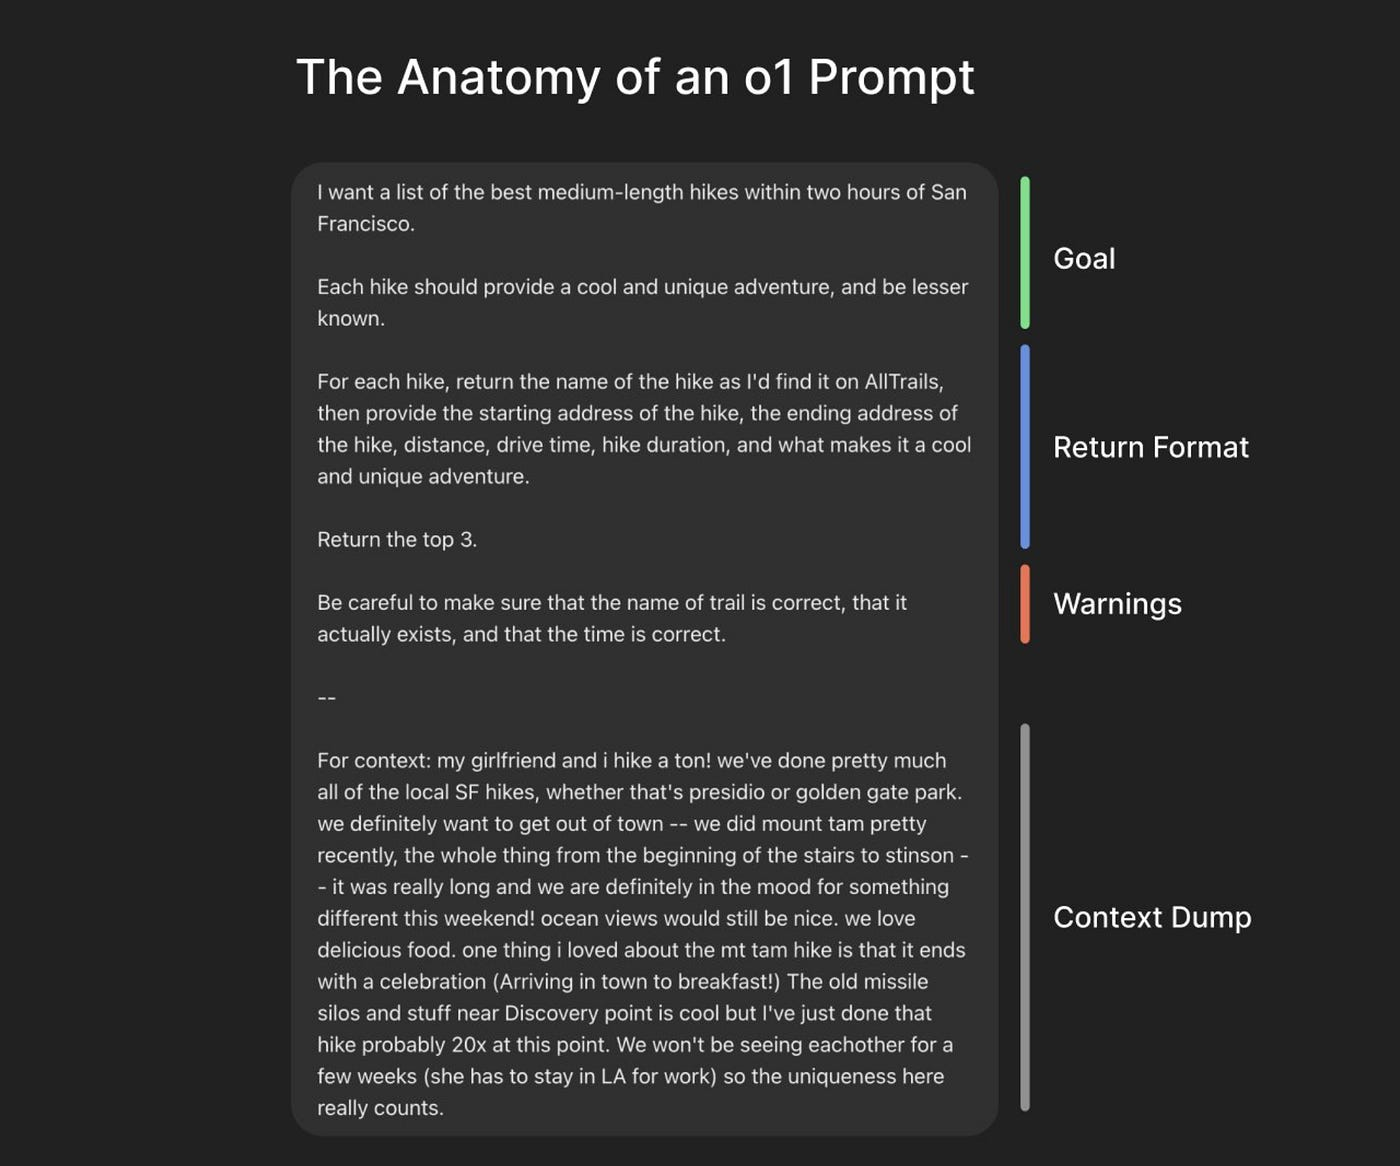 The Anatomy of an o1 Prompt
I want a list of the best medium-length hikes within two hours of San
Francisco.
Each hike should provide a cool and unique adventure, and be lesser
known.
Goal
For each hike, return the name of the hike as I'd find it on AllTrails,
then provide the starting address of the hike, the ending address of
the hike, distance, drive time, hike duration, and what makes it a cool
and unique adventure.
Return the top 3.
Return Format
Be careful to make sure that the name of trail is correct, that it
actually exists, and that the time is correct.
Warnings
--
For context: my girlfriend and i hike a ton! we've done pretty much
all of the local SF hikes, whether that's presidio or golden gate park.
we definitely want to get out of town -- we did mount tam pretty
recently, the whole thing from the beginning of the stairs to stinson -
- it was really long and we are definitely in the mood for something
different this weekend! ocean views would still be nice. we love
delicious food. one thing i loved about the mt tam hike is that it ends
with a celebration (Arriving in town to breakfast!) The old missile
silos and stuff near Discovery point is cool but I've just done that
hike probably 20x at this point. We won't be seeing eachother for a
few weeks (she has to stay in LA for work) so the uniqueness here
really counts.
Context Dump